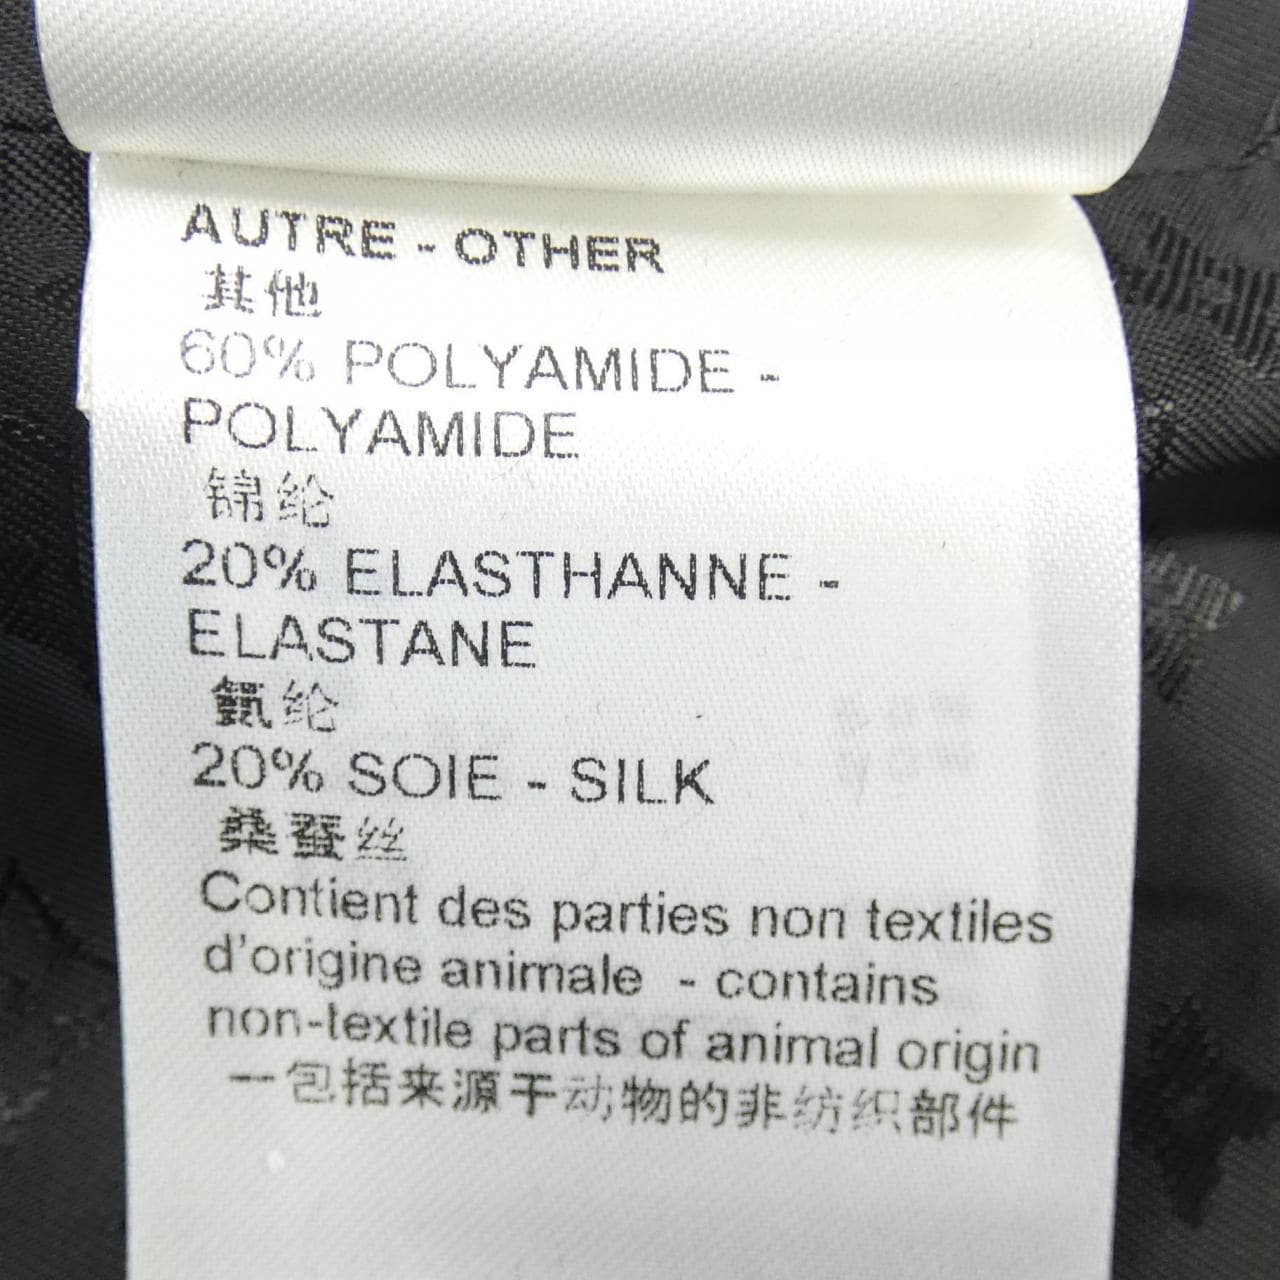 AUTRE - OTHER
其他
60% POLYAMIDE -
POLYAMIDE
锦纶
20% ELASTHANNE -
ELASTANE
氨纶
20% SOIE - SILK
桑蚕丝
Contient des parties non textiles
d'origine animale - contains
non-textile parts of animal origin
一包括来源于动物的非纺织部件